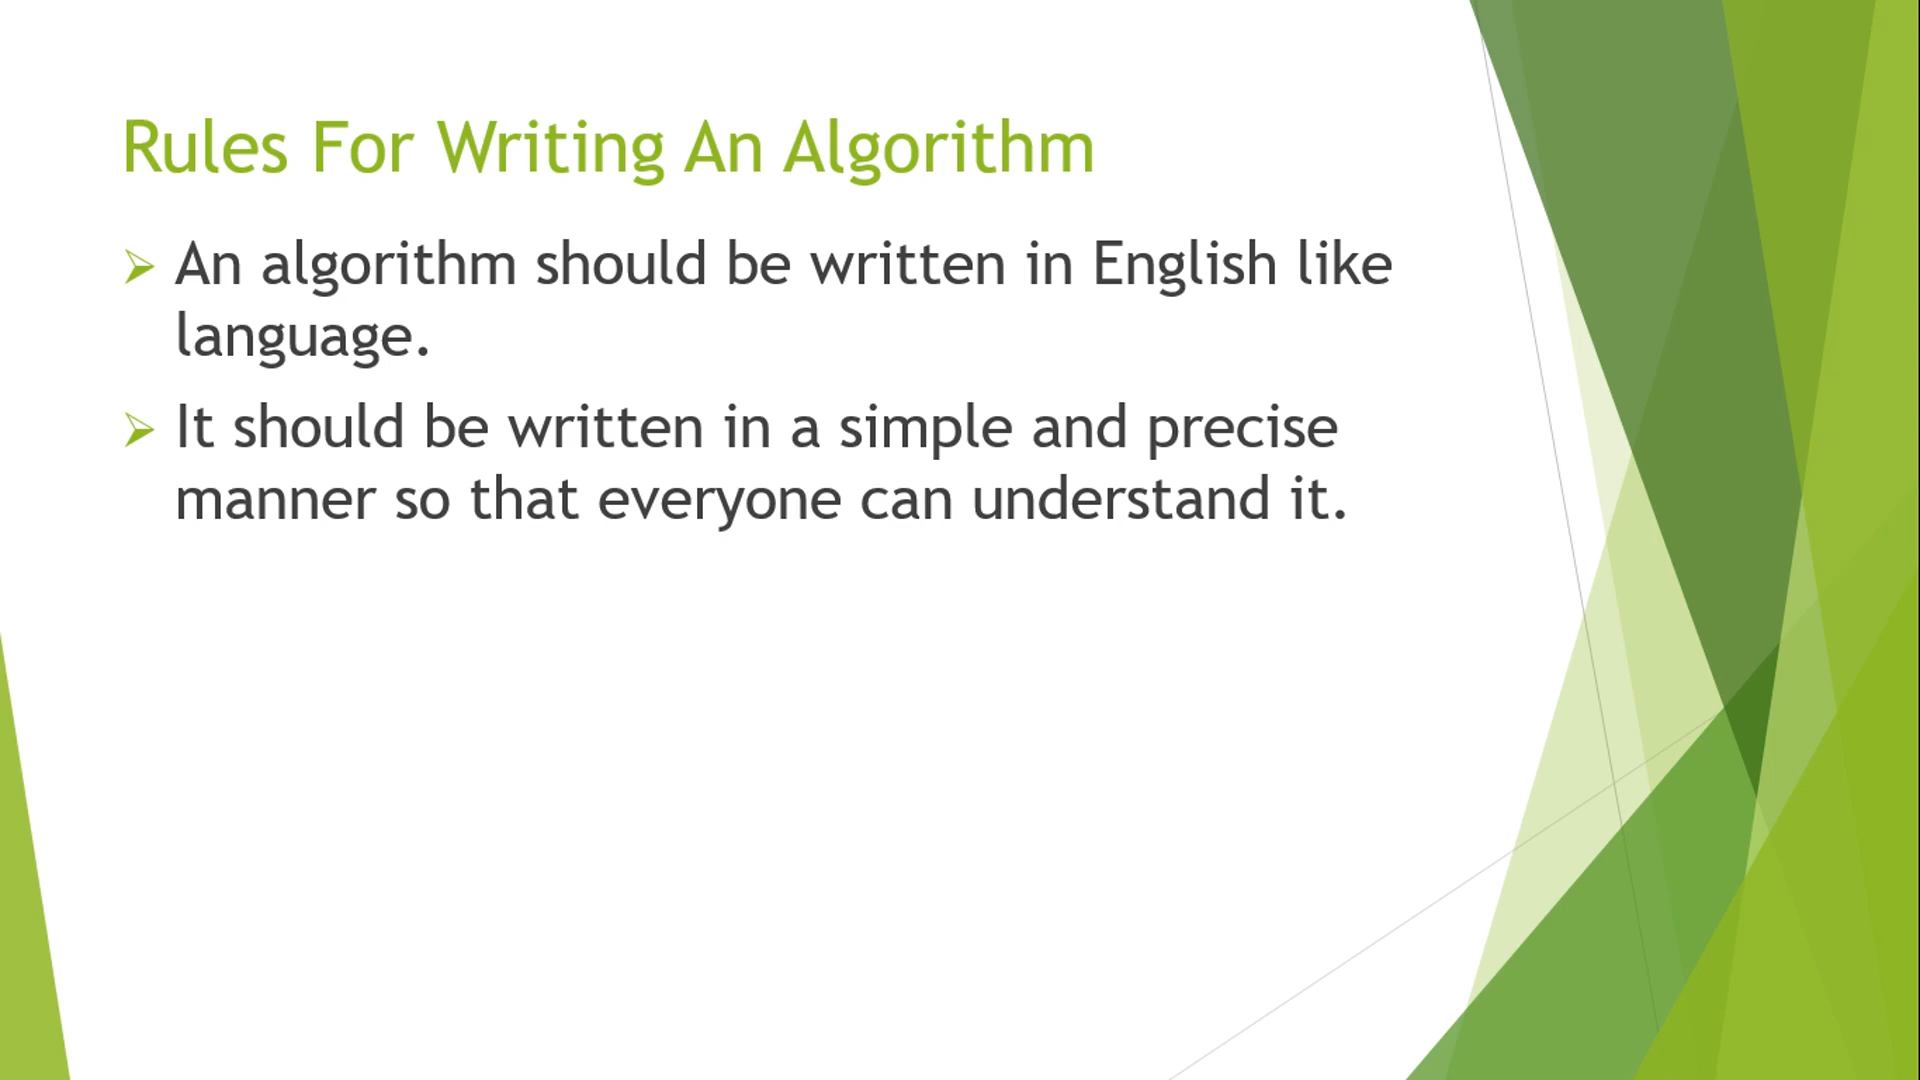 Rules For Writing An Algorithm
An algorithm should be written in English like
language.
It should be written in a simple and precise
manner so that everyone can understand it.